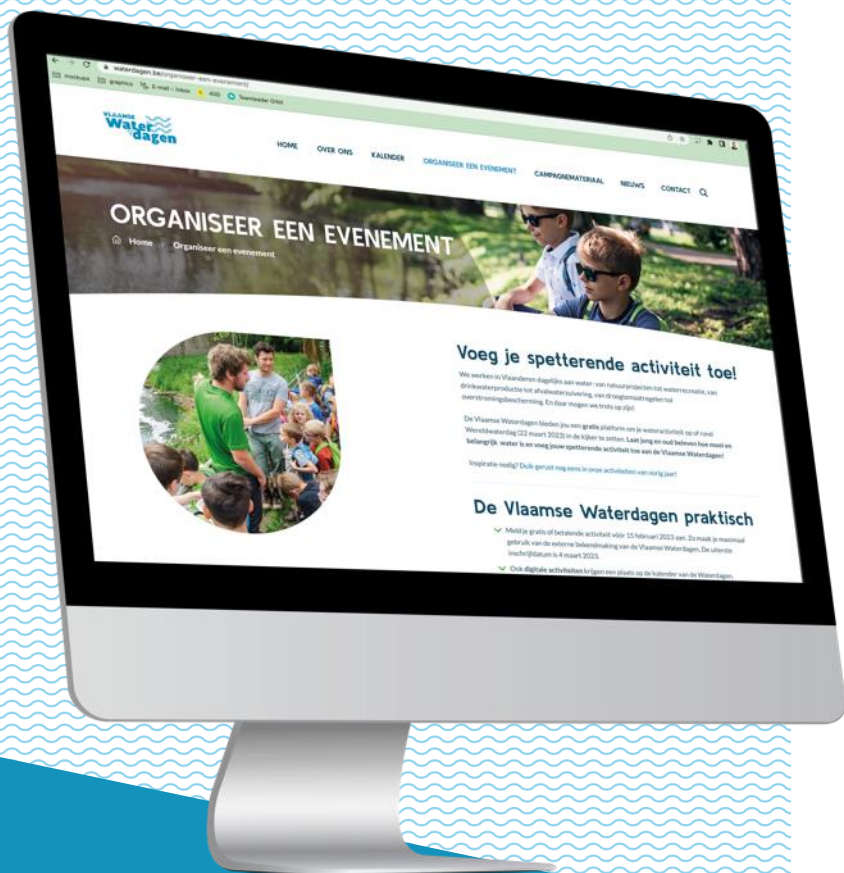 waterdagen.be/organiseer-een-evenement/
mockups graphics E-mail – Inbox AGS Teamleader Orbit
VLAAMSE
Water
dagen
HOME OVER ONS KALENDER ORGANISEER EEN EVENEMENT CAMPAGNEMATERIAAL NIEUWS CONTACT
ORGANISEER EEN EVENEMENT
Home Organiseer een evenement
Voeg je spetterende activiteit toe!
We werken in Vlaanderen dagelijks aan water: van natuurprojecten tot waterrecreatie, van
drinkwaterproductie tot afvalwaterzuivering, van droogtemaatregelen tot
overstromingsbescherming. En daar mogen we trots op zijn!
De Vlaamse Waterdagen bieden jou een gratis platform om je wateractiviteit op of rond
Wereldwaterdag (22 maart 2023) in de kijker te zetten. Laat jong en oud beleven hoe mooi en
belangrijk water is en voeg jouw spetterende activiteit toe aan de Vlaamse Waterdagen!
Inspiratie nodig? Duik gerust nog eens in onze activiteiten van vorig jaar!
De Vlaamse Waterdagen praktisch
Meld je gratis of betalende activiteit vóór 15 februari 2023 aan. Zo maak je maximaal
gebruik van de externe bekendmaking van de Vlaamse Waterdagen. De uiterste
inschrijfdatum is 4 maart 2023.
Ook digitale activiteiten krijgen een plaats op de kalender van de Waterdagen.